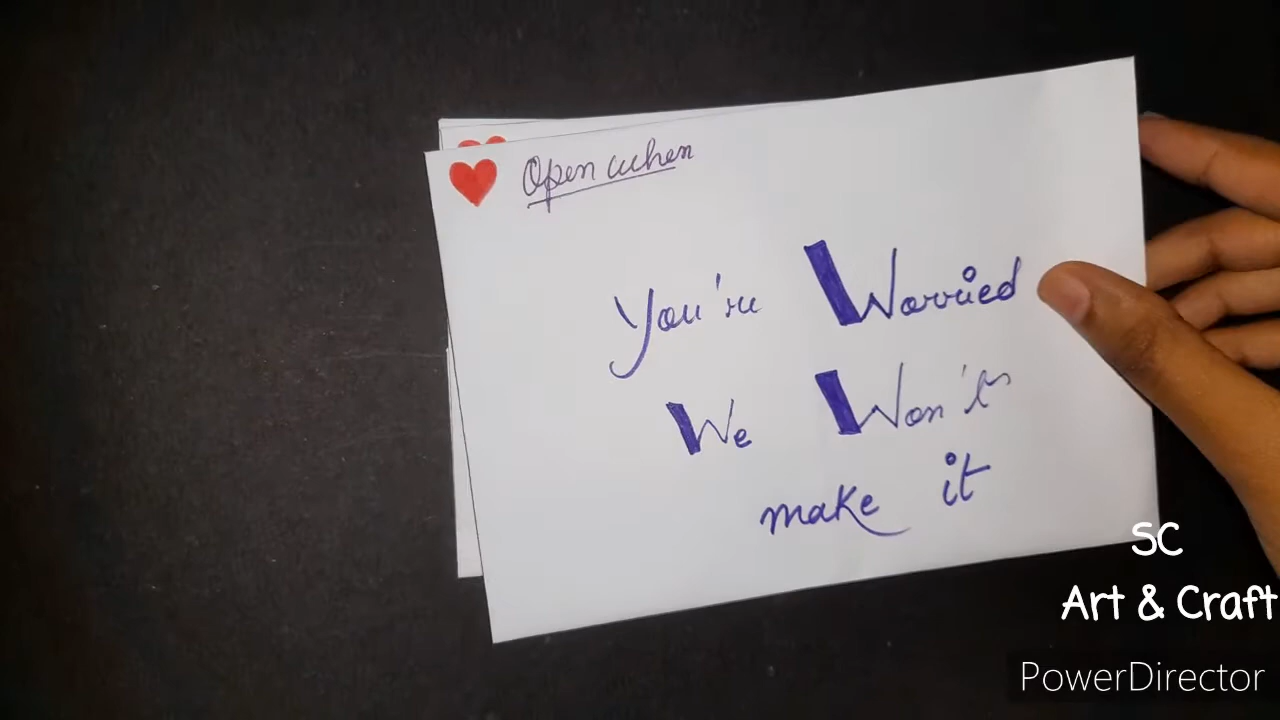 Open when
You're Worried
We Won't
make it
SC
Art & Craft
PowerDirector